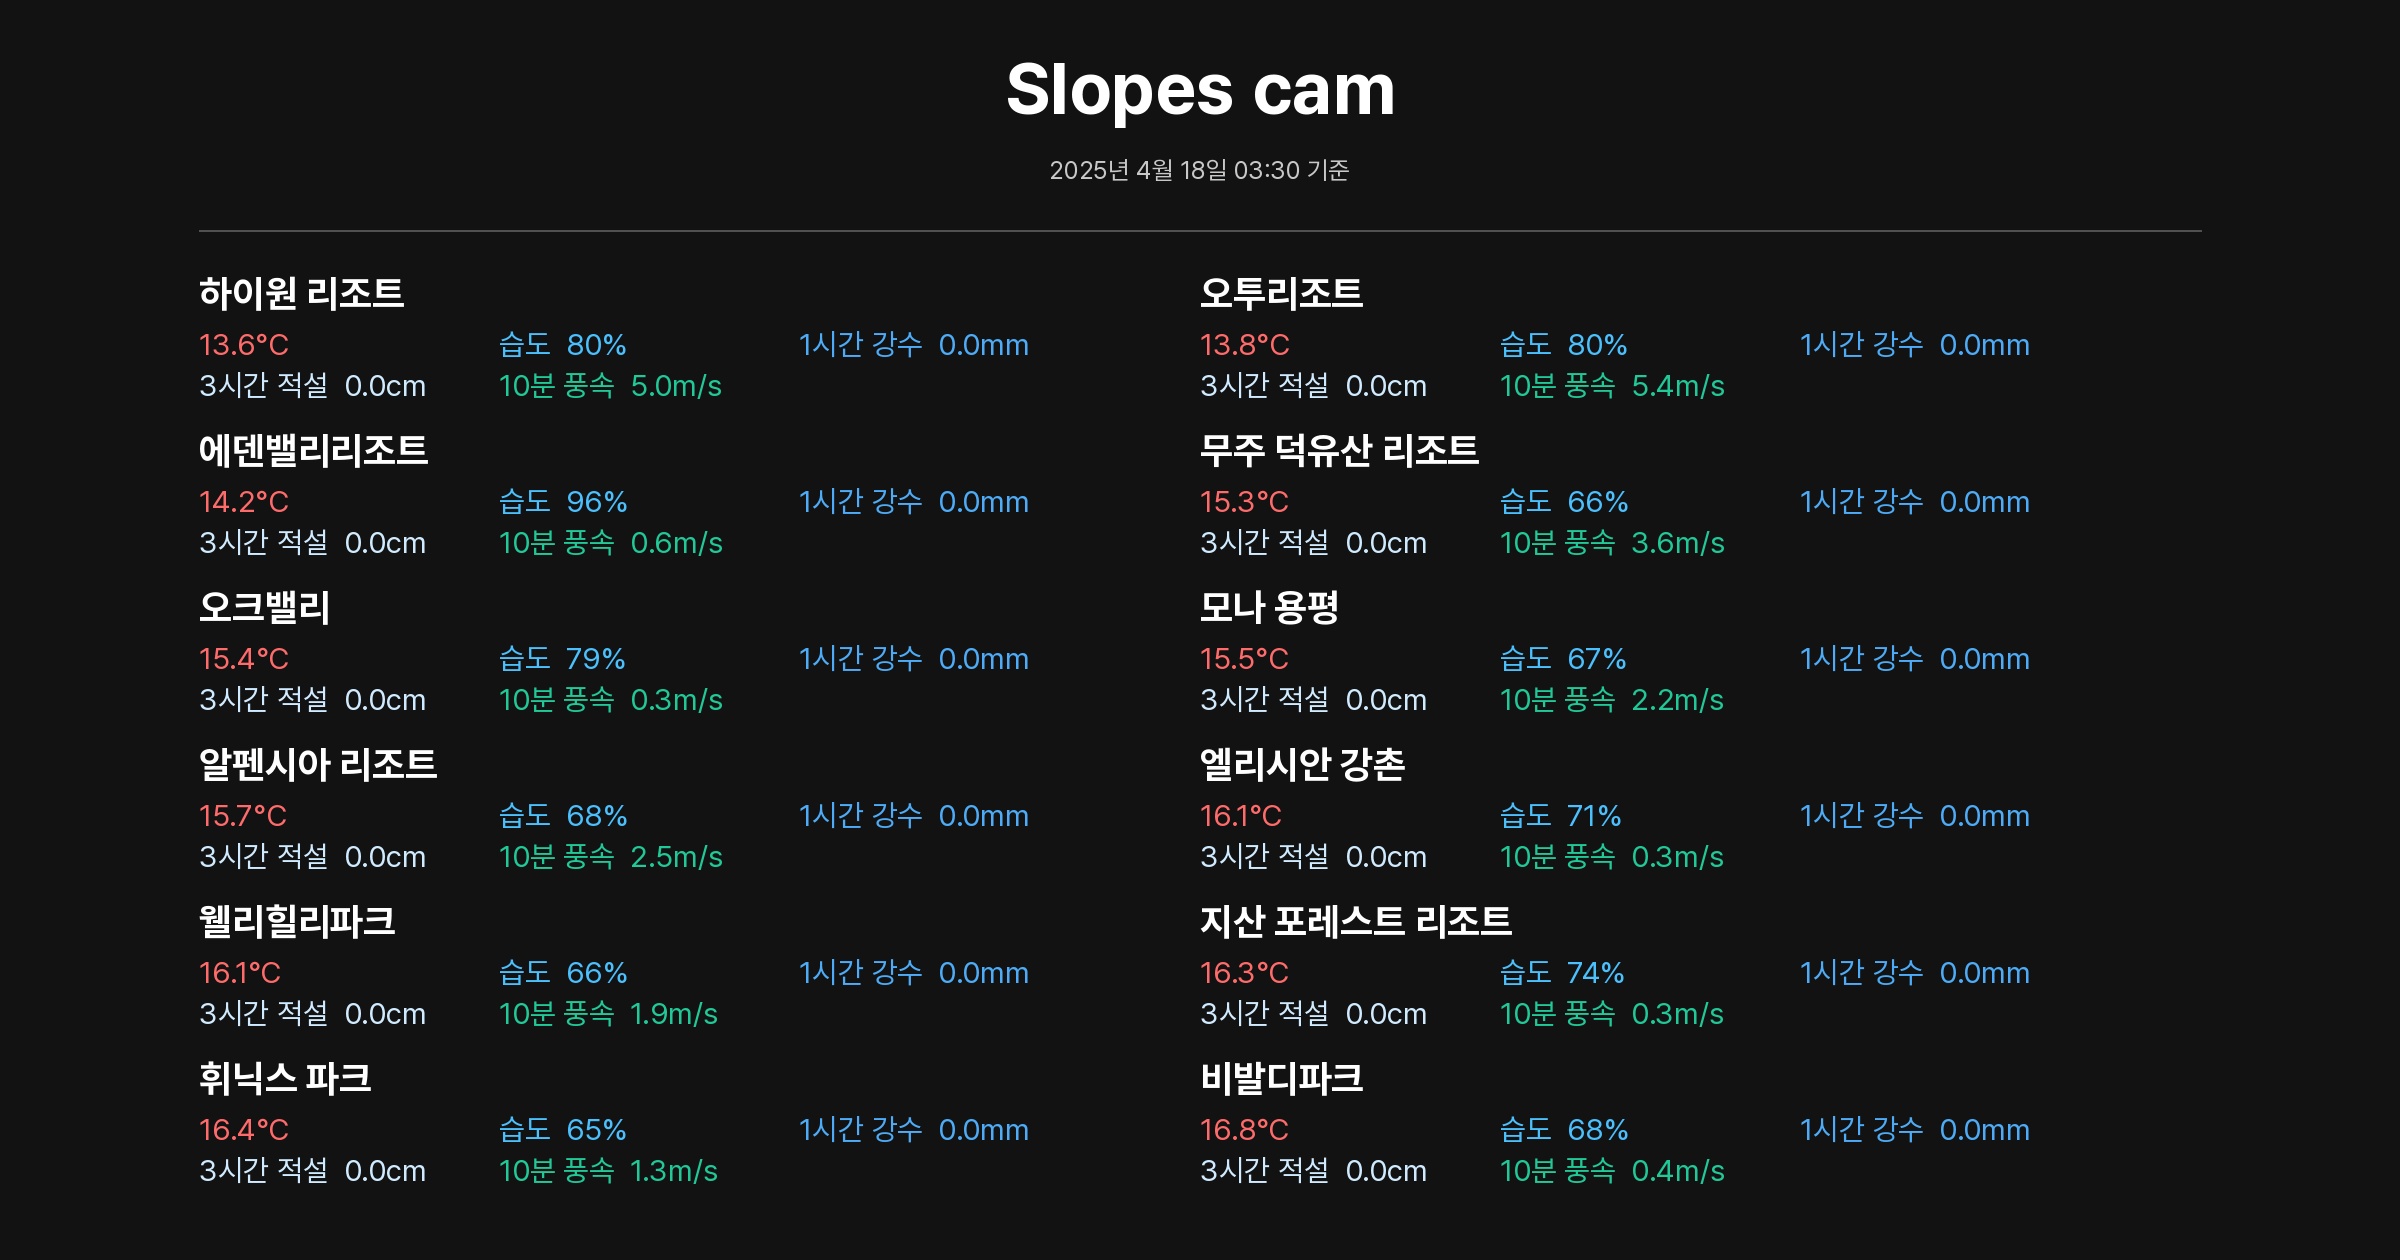 Slopes cam
2025년 4월 18일 03:30 기준
하이원 리조트
13.6°C 습도 80% 1시간 강수 0.0mm
3시간 적설 0.0cm 10분 풍속 5.0m/s
오투리조트
13.8°C 습도 80% 1시간 강수 0.0mm
3시간 적설 0.0cm 10분 풍속 5.4m/s
에덴밸리리조트
14.2°C 습도 96% 1시간 강수 0.0mm
3시간 적설 0.0cm 10분 풍속 0.6m/s
무주 덕유산 리조트
15.3°C 습도 66% 1시간 강수 0.0mm
3시간 적설 0.0cm 10분 풍속 3.6m/s
오크밸리
15.4°C 습도 79% 1시간 강수 0.0mm
3시간 적설 0.0cm 10분 풍속 0.3m/s
모나 용평
15.5°C 습도 67% 1시간 강수 0.0mm
3시간 적설 0.0cm 10분 풍속 2.2m/s
알펜시아 리조트
15.7°C 습도 68% 1시간 강수 0.0mm
3시간 적설 0.0cm 10분 풍속 2.5m/s
엘리시안 강촌
16.1°C 습도 71% 1시간 강수 0.0mm
3시간 적설 0.0cm 10분 풍속 0.3m/s
웰리힐리파크
16.1°C 습도 66% 1시간 강수 0.0mm
3시간 적설 0.0cm 10분 풍속 1.9m/s
지산 포레스트 리조트
16.3°C 습도 74% 1시간 강수 0.0mm
3시간 적설 0.0cm 10분 풍속 0.3m/s
휘닉스 파크
16.4°C 습도 65% 1시간 강수 0.0mm
3시간 적설 0.0cm 10분 풍속 1.3m/s
비발디파크
16.8°C 습도 68% 1시간 강수 0.0mm
3시간 적설 0.0cm 10분 풍속 0.4m/s